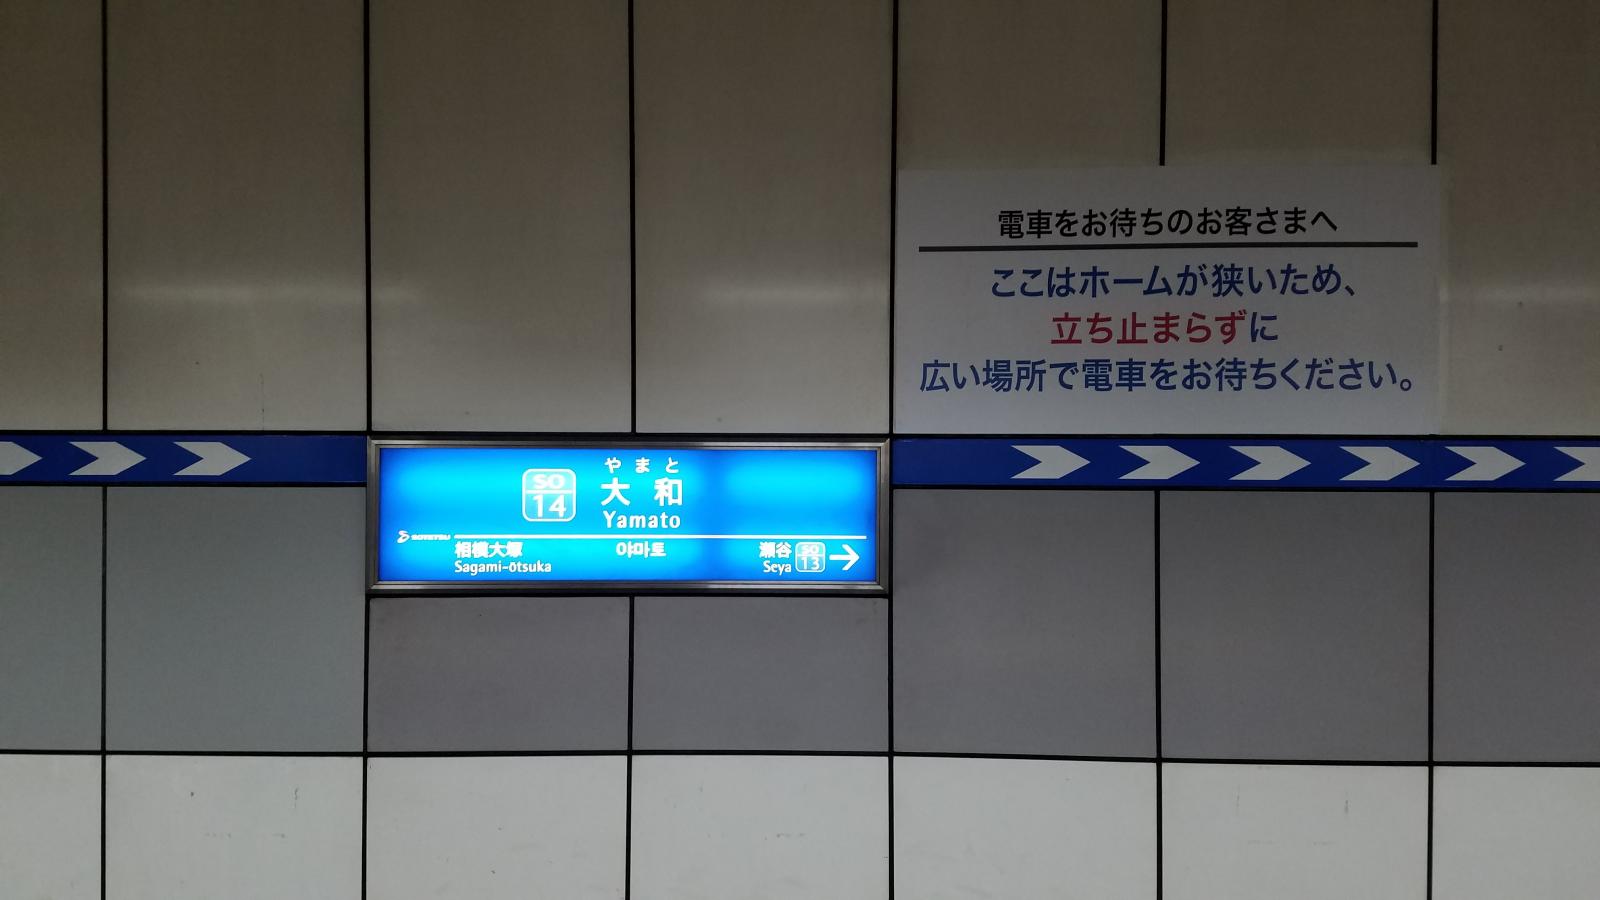 電車をお待ちのお客さまへ
ここはホームが狭いため、
立ち止まらずに
広い場所で電車をお待ちください。
SO
14
やまと
大和
Yamato
SOTETSU
相模大塚
Sagami-ōtsuka
야마토
瀬谷
Seya
SO
13